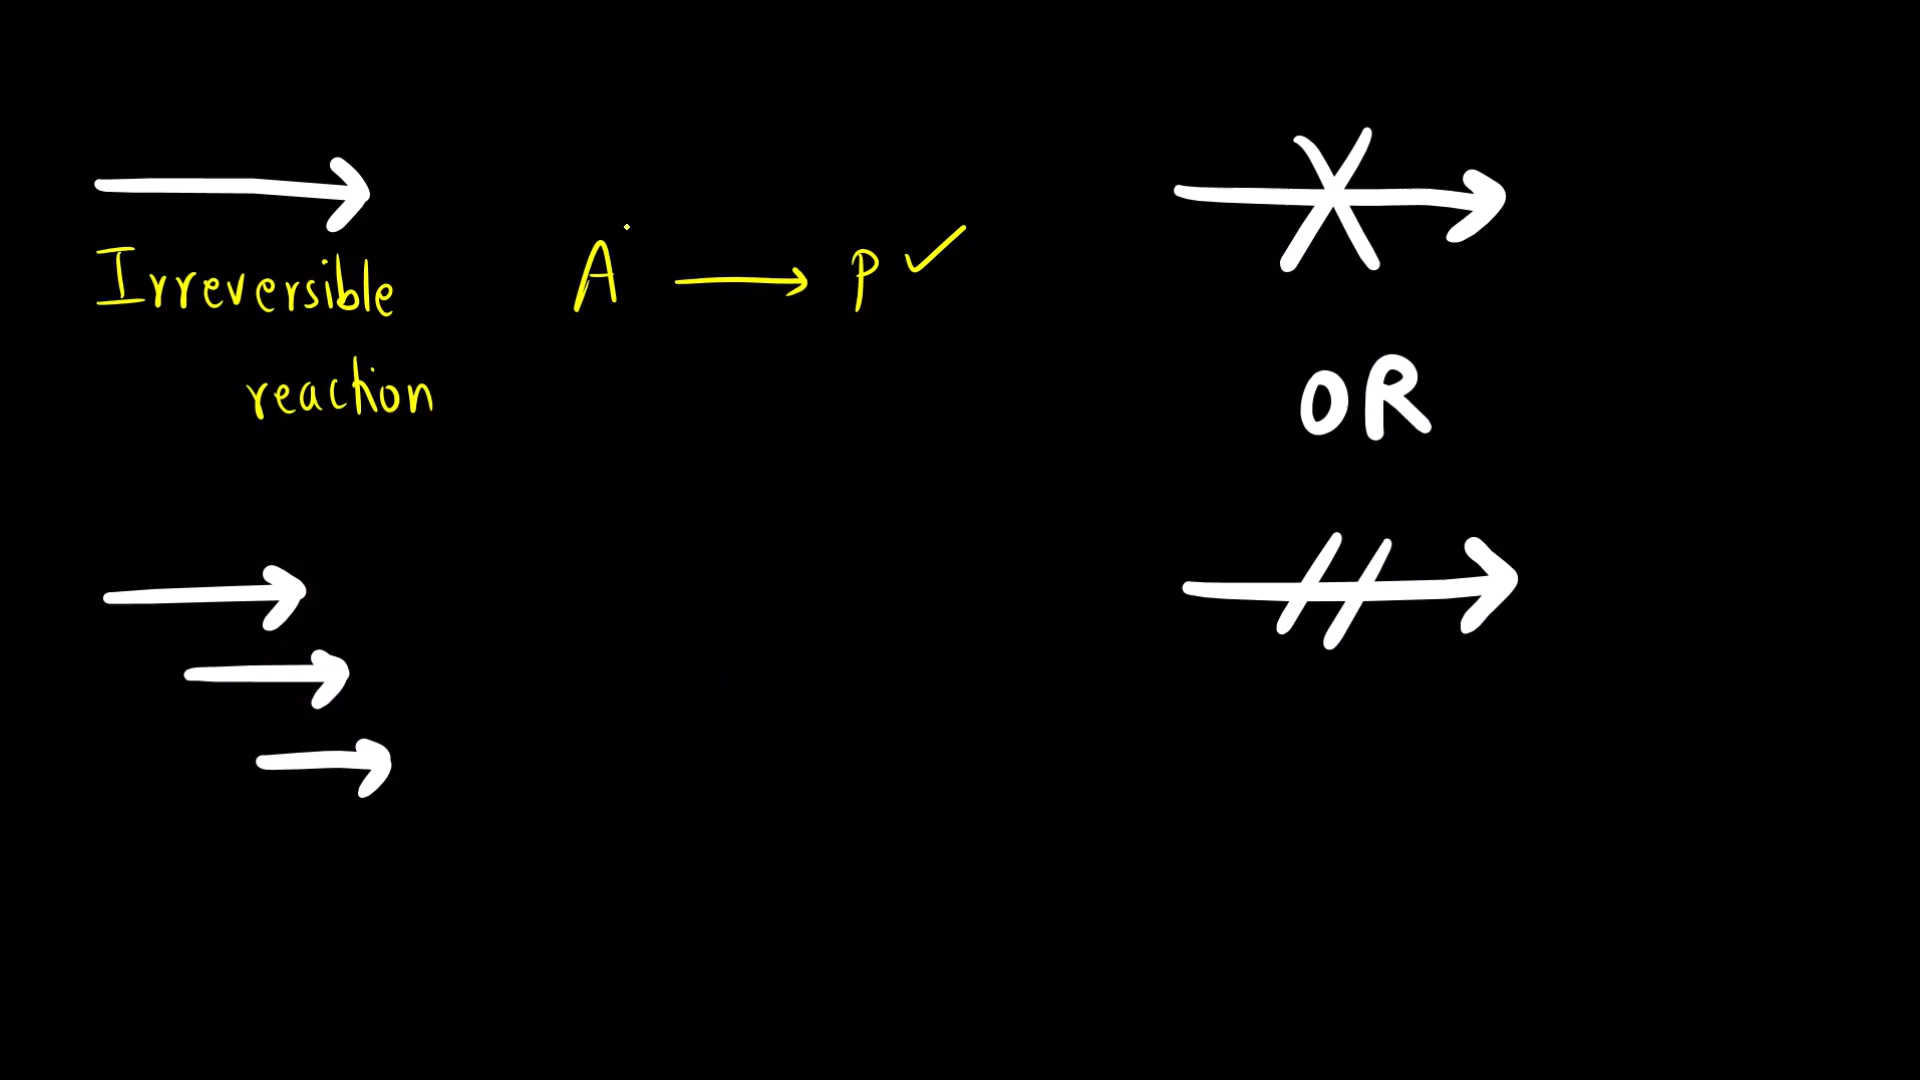 Irreversible
reaction
A → P ✓
OR